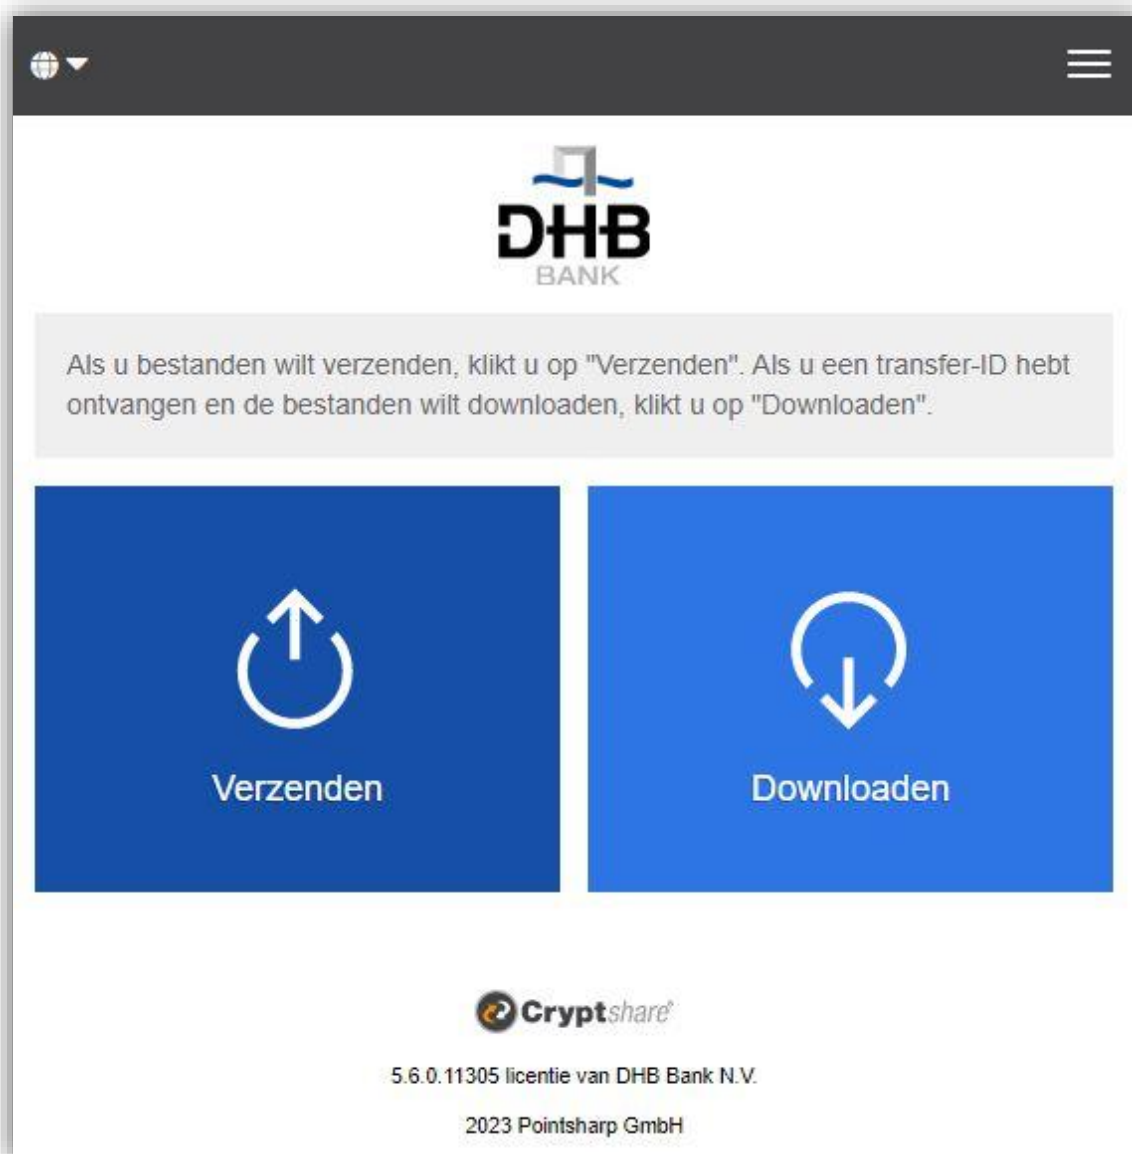 DHB
BANK
Als u bestanden wilt verzenden, klikt u op "Verzenden". Als u een transfer-ID hebt
ontvangen en de bestanden wilt downloaden, klikt u op "Downloaden".
Verzenden
Downloaden
Cryptshare®
5.6.0.11305 licentie van DHB Bank N.V.
2023 Pointsharp GmbH